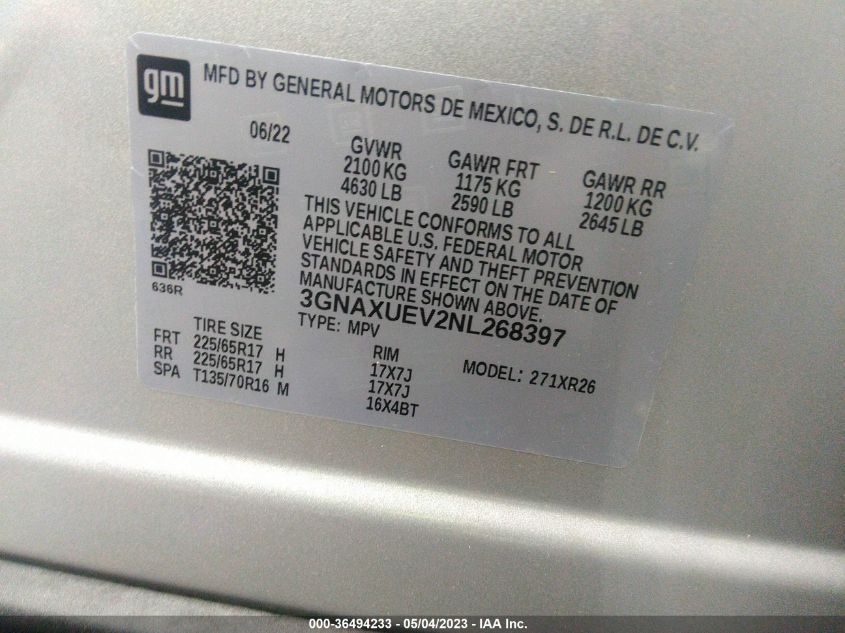 gm
MFD BY GENERAL MOTORS DE MEXICO, S. DE R.L. DE C.V.
06/22
GVWR
2100 KG
4630 LB
GAWR FRT
1175 KG
2590 LB
GAWR RR
1200 KG
2645 LB
THIS VEHICLE CONFORMS TO ALL
APPLICABLE U.S. FEDERAL MOTOR
VEHICLE SAFETY AND THEFT PREVENTION
STANDARDS IN EFFECT ON THE DATE OF
MANUFACTURE SHOWN ABOVE.
636R
3GNAXUEV2NL268397
TYPE: MPV
MODEL: 271XR26
TIRE SIZE
RIM
FRT 225/65R17 H 17X7J
RR 225/65R17 H 17X7J
SPA T135/70R16 M 16X4BT
000-36494233 - 05/04/2023 - IAA Inc.